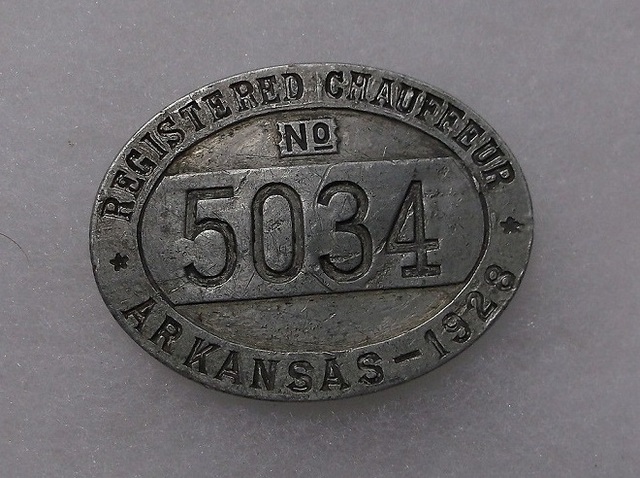 REGISTERED CHAUFFEUR
No
5034
ARKANSAS - 1928